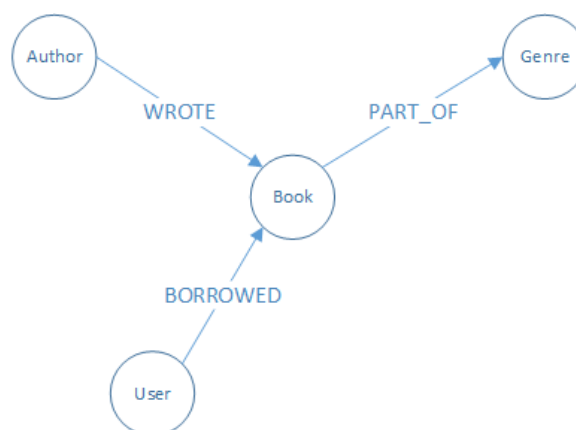 Author
Genre
WROTE
PART_OF
Book
BORROWED
User